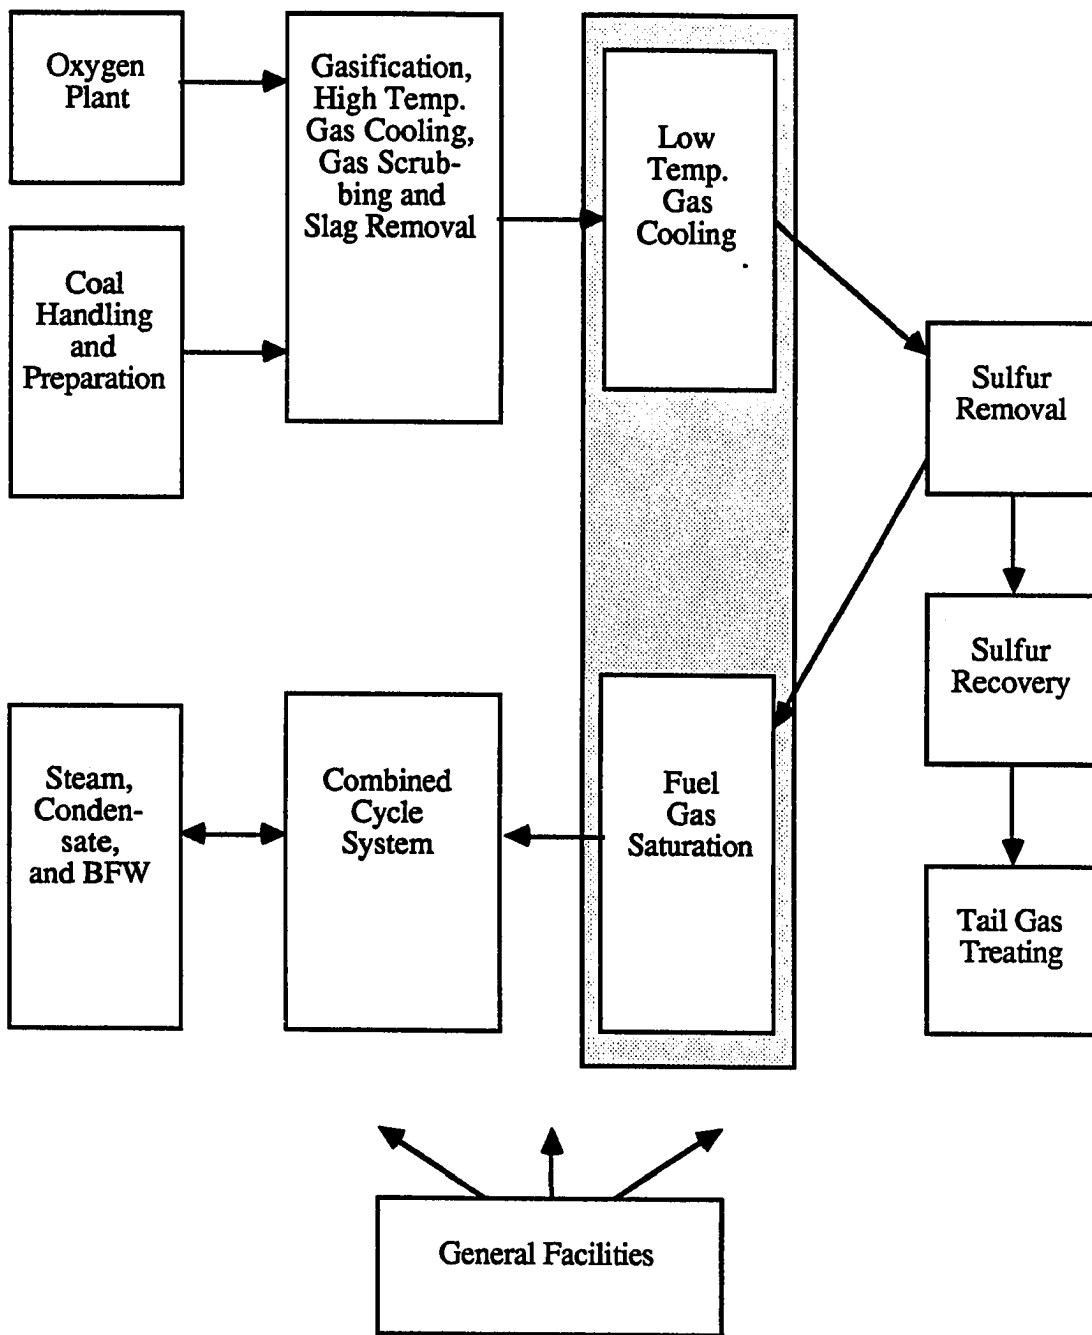 Oxygen
Plant
Gasification,
High Temp.
Gas Cooling,
Gas Scrub-
bing and
Slag Removal
Low
Temp.
Gas
Cooling
Coal
Handling
and
Preparation
Sulfur
Removal
Sulfur
Recovery
Steam,
Conden-
sate,
and BFW
Combined
Cycle
System
Fuel
Gas
Saturation
Tail Gas
Treating
General Facilities